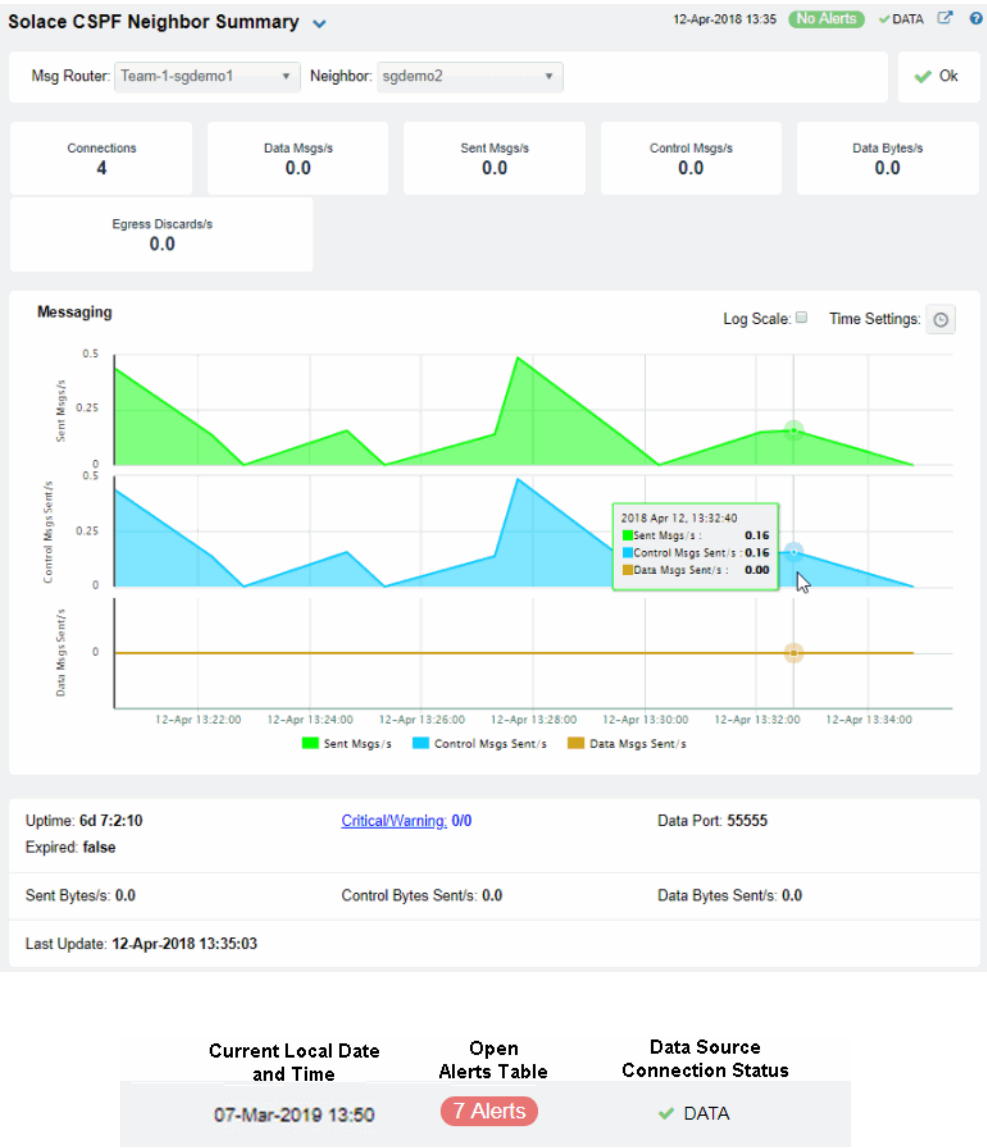 Solace CSPF Neighbor Summary
12-Apr-2018 13:35 No Alerts DATA
Msg Router: Team-1-sgdemo1 Neighbor: sgdemo2
Ok
Connections
4
Data Msgs/s
0.0
Sent Msgs/s
0.0
Control Msgs/s
0.0
Data Bytes/s
0.0
Egress Discards/s
0.0
Messaging
Log Scale: Time Settings:
Sent Msgs/s
0.5
0.25
0
Control Msgs Sent/s
0.5
0.25
0
2018 Apr 12, 13:32:40
Sent Msgs/s : 0.16
Control Msgs Sent/s : 0.16
Data Msgs Sent/s : 0.00
Data Msgs Sent/s
0
12-Apr 13:22:00 12-Apr 13:24:00 12-Apr 13:26:00 12-Apr 13:28:00 12-Apr 13:30:00 12-Apr 13:32:00 12-Apr 13:34:00
Sent Msgs/s Control Msgs Sent/s Data Msgs Sent/s
Uptime: 6d 7:2:10 Critical/Warning: 0/0 Data Port: 55555
Expired: false
Sent Bytes/s: 0.0 Control Bytes Sent/s: 0.0 Data Bytes Sent/s: 0.0
Last Update: 12-Apr-2018 13:35:03
Current Local Date
and Time
Open
Alerts Table
Data Source
Connection Status
07-Mar-2019 13:50 7 Alerts DATA